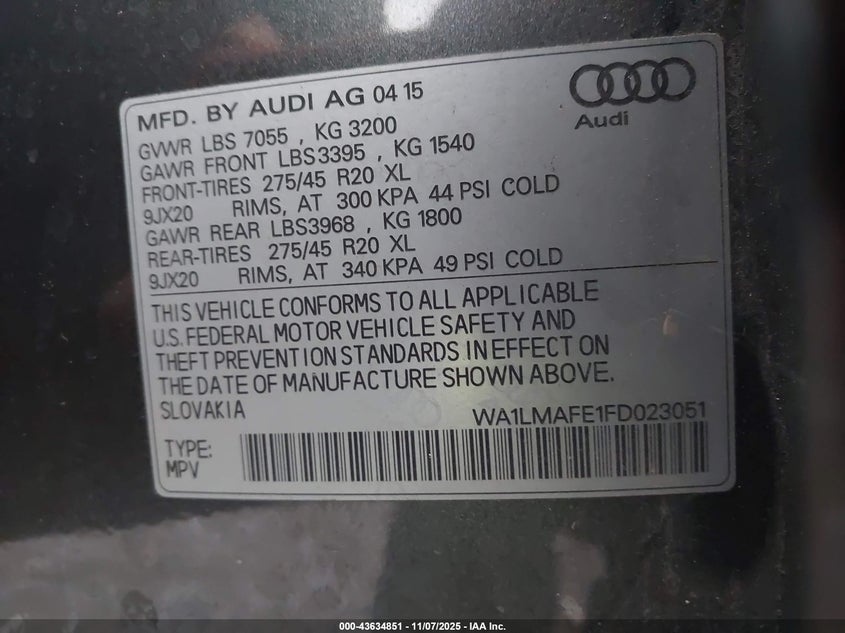 MFD. BY AUDI AG 04 15
Audi
GVWR LBS 7055 , KG 3200
GAWR FRONT LBS3395 , KG 1540
FRONT-TIRES 275/45 R20 XL
9JX20 RIMS, AT 300 KPA 44 PSI COLD
GAWR REAR LBS3968 , KG 1800
REAR-TIRES 275/45 R20 XL
9JX20 RIMS, AT 340 KPA 49 PSI COLD
THIS VEHICLE CONFORMS TO ALL APPLICABLE
U.S. FEDERAL MOTOR VEHICLE SAFETY AND
THEFT PREVENTION STANDARDS IN EFFECT ON
THE DATE OF MANUFACTURE SHOWN ABOVE.
SLOVAKIA
WA1LMAFE1FD023051
TYPE:
MPV
000-43634851 - 11/07/2025 - IAA Inc.